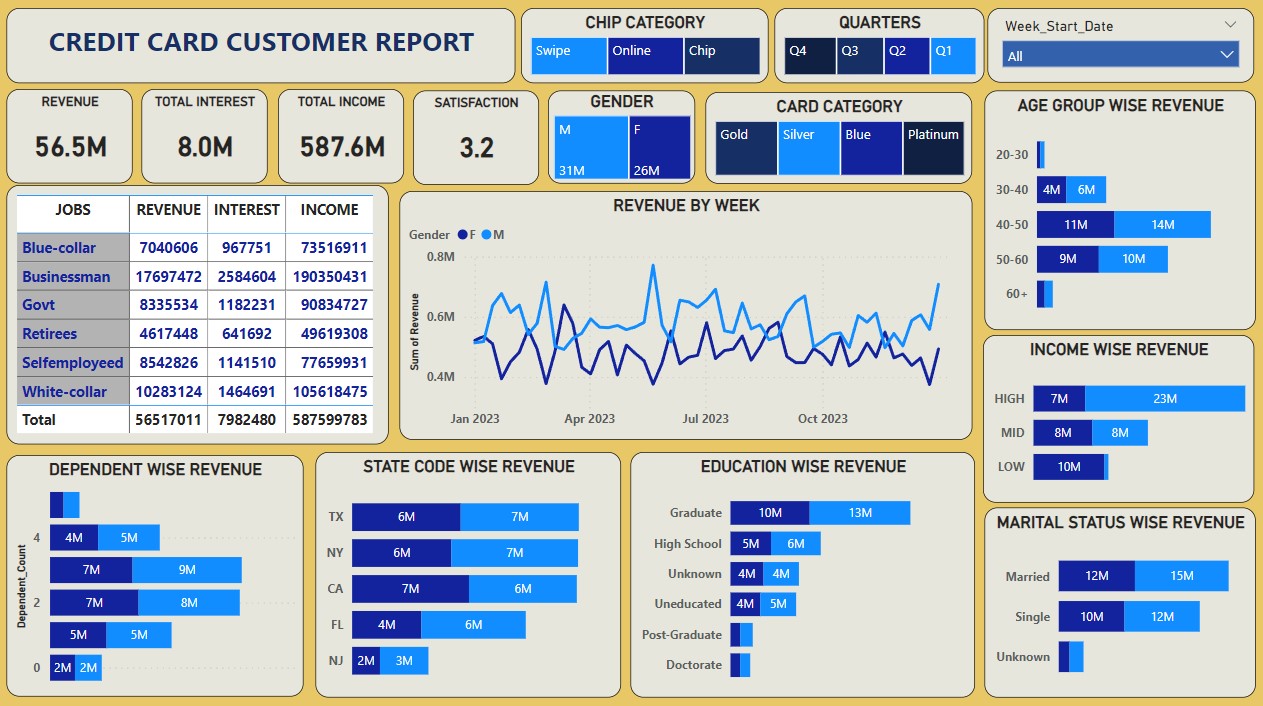 CREDIT CARD CUSTOMER REPORT
CHIP CATEGORY
Swipe Online Chip
QUARTERS
Q4 Q3 Q2 Q1
Week_Start_Date
All
REVENUE
56.5M
TOTAL INTEREST
8.0M
TOTAL INCOME
587.6M
SATISFACTION
3.2
GENDER
M F
31M 26M
CARD CATEGORY
Gold Silver Blue Platinum
AGE GROUP WISE REVENUE
20-30
30-40 4M 6M
40-50 11M 14M
50-60 9M 10M
60+
JOBS REVENUE INTEREST INCOME
Blue-collar 7040606 967751 73516911
Businessman 17697472 2584604 190350431
Govt 8335534 1182231 90834727
Retirees 4617448 641692 49619308
Selfemployeed 8542826 1141510 77659931
White-collar 10283124 1464691 105618475
Total 56517011 7982480 587599783
REVENUE BY WEEK
Gender F M
Sum of Revenue
0.8M
0.6M
0.4M
Jan 2023 Apr 2023 Jul 2023 Oct 2023
INCOME WISE REVENUE
HIGH 7M 23M
MID 8M 8M
LOW 10M
DEPENDENT WISE REVENUE
Dependent_Count
4 4M 5M
7M 9M
2 7M 8M
5M 5M
0 2M 2M
STATE CODE WISE REVENUE
TX 6M 7M
NY 6M 7M
CA 7M 6M
FL 4M 6M
NJ 2M 3M
EDUCATION WISE REVENUE
Graduate 10M 13M
High School 5M 6M
Unknown 4M 4M
Uneducated 4M 5M
Post-Graduate
Doctorate
MARITAL STATUS WISE REVENUE
Married 12M 15M
Single 10M 12M
Unknown